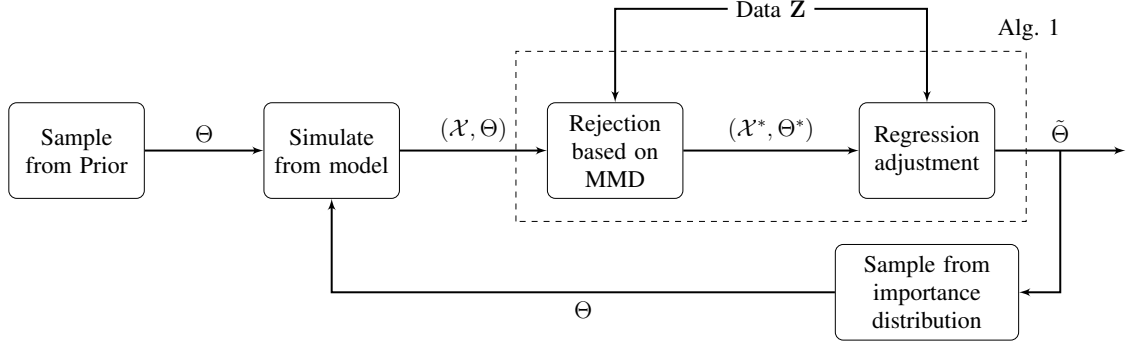 Data Z
Alg. 1
Sample
from Prior
Θ
Simulate
from model
(𝒳, Θ)
Rejection
based on
MMD
(𝒳*, Θ*)
Regression
adjustment
Θ̃
Sample from
importance
distribution
Θ